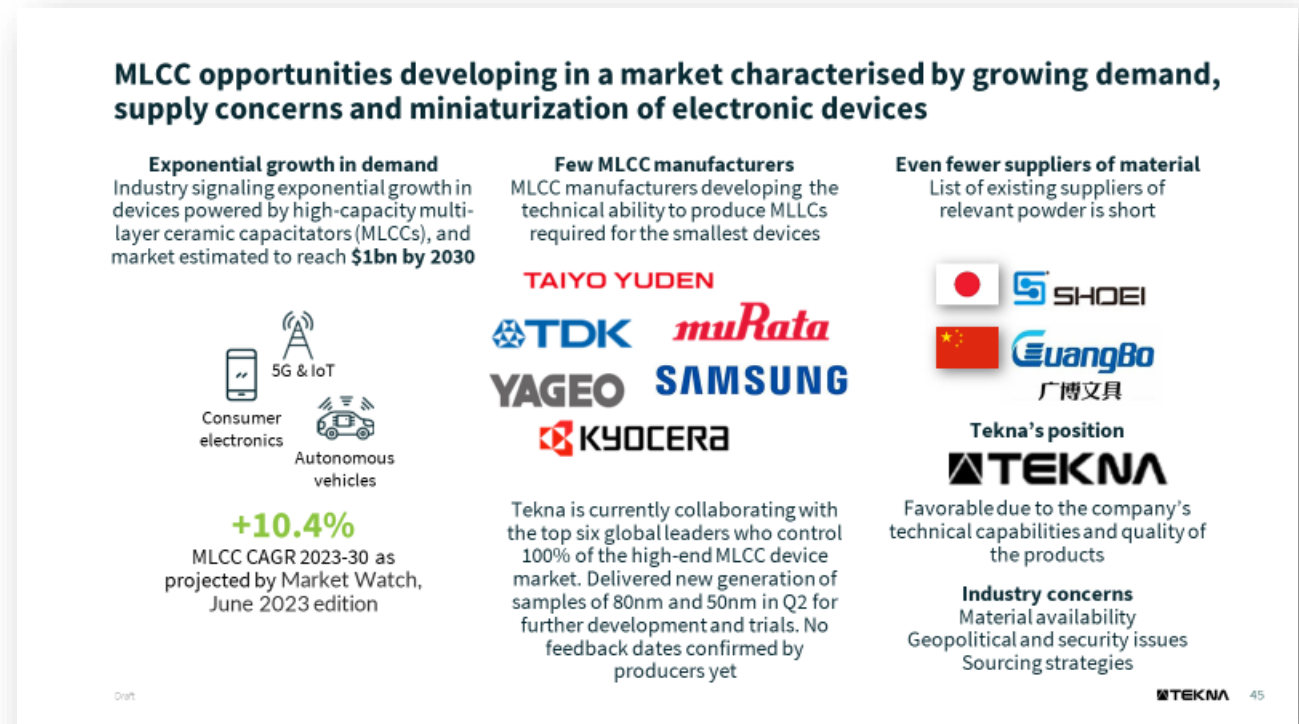 MLCC opportunities developing in a market characterised by growing demand,
supply concerns and miniaturization of electronic devices
Exponential growth in demand
Industry signaling exponential growth in
devices powered by high-capacity multi-
layer ceramic capacitators (MLCCs), and
market estimated to reach $1bn by 2030
5G & IoT
Consumer
electronics
Autonomous
vehicles
+10.4%
MLCC CAGR 2023-30 as
projected by Market Watch,
June 2023 edition
Few MLCC manufacturers
MLCC manufacturers developing the
technical ability to produce MLLCs
required for the smallest devices
TAIYO YUDEN
TDK
muRata
YAGEO
SAMSUNG
KYOCERA
Tekna is currently collaborating with
the top six global leaders who control
100% of the high-end MLCC device
market. Delivered new generation of
samples of 80nm and 50nm in Q2 for
further development and trials. No
feedback dates confirmed by
producers yet
Even fewer suppliers of material
List of existing suppliers of
relevant powder is short
SHOEI
GuangBo
广博文具
Tekna's position
TEKNA
Favorable due to the company's
technical capabilities and quality of
the products
Industry concerns
Material availability
Geopolitical and security issues
Sourcing strategies
Draft
TEKNA
45